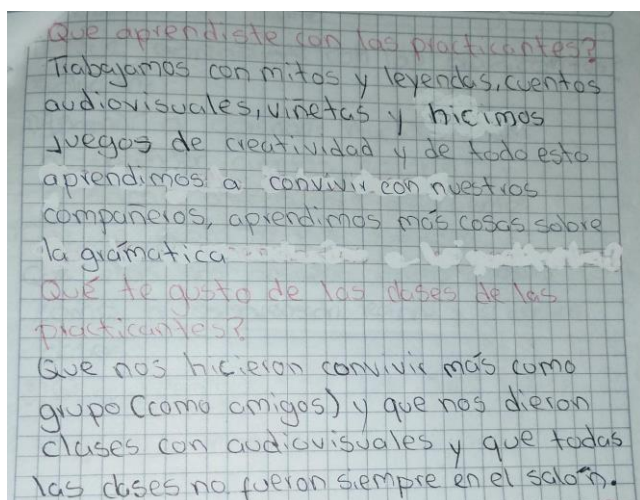 Que aprendiste con las practicantes?
Trabajamos con mitos y leyendas, cuentos
audiovisuales, viñetas y hicimos
juegos de creatividad y de todo esto
aprendimos a convivir con nuestros
compañeros, aprendimos más cosas sobre
la grámatica
Qué te gusto de las clases de las
practicantes?
Que nos hicieron convivir más como
grupo (como amigos) y que nos dieron
clases con audiovisuales y que todas
las clases no fueron siempre en el salón.